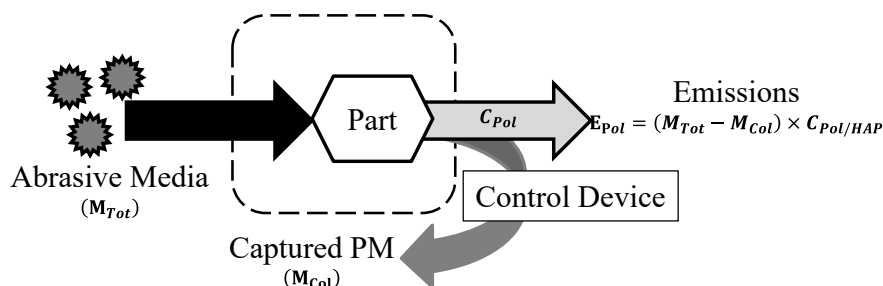 Emissions
Part
C_Pol
E_Pol = (M_Tot − M_Col) × C_Pol/HAP
Abrasive Media
(M_Tot)
Control Device
Captured PM
(M_Col)